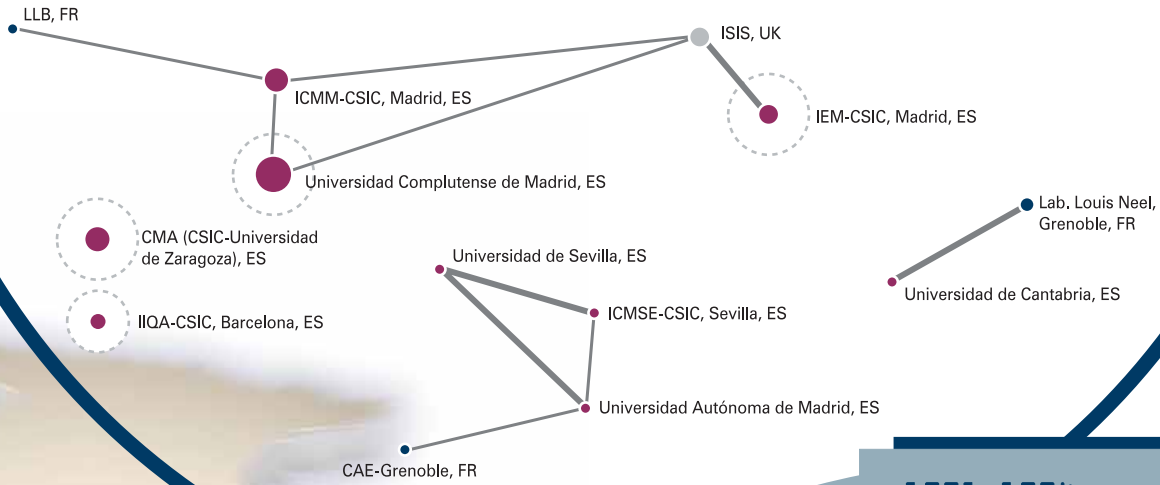 LLB, FR
ISIS, UK
ICMM-CSIC, Madrid, ES
IEM-CSIC, Madrid, ES
Universidad Complutense de Madrid, ES
Lab. Louis Neel,
Grenoble, FR
CMA (CSIC-Universidad
de Zaragoza), ES
Universidad de Sevilla, ES
Universidad de Cantabria, ES
ICMSE-CSIC, Sevilla, ES
IIQA-CSIC, Barcelona, ES
Universidad Autónoma de Madrid, ES
CAE-Grenoble, FR